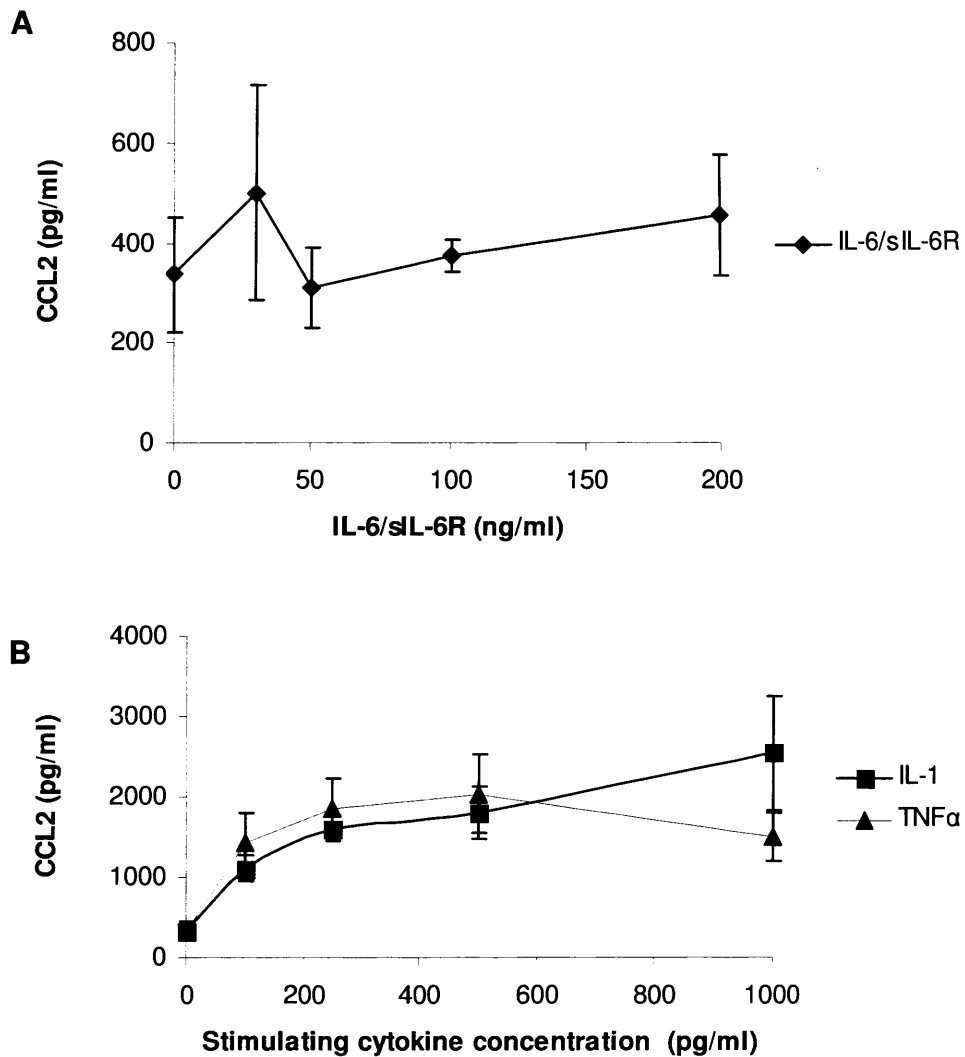 A
800
600
400
200
0
CCL2 (pg/ml)
0 50 100 150 200
IL-6/sIL-6R (ng/ml)
IL-6/sIL-6R
B
4000
3000
2000
1000
0
CCL2 (pg/ml)
0 200 400 600 800 1000
Stimulating cytokine concentration (pg/ml)
IL-1
TNFα